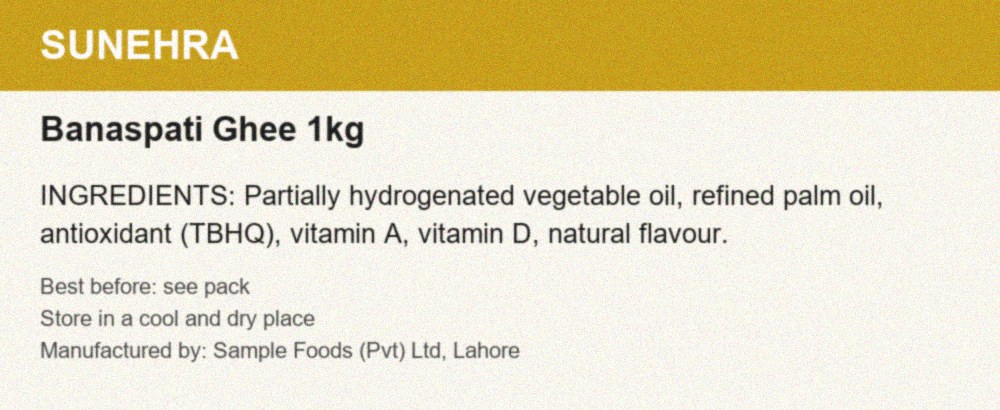 SUNEHRA
Banaspati Ghee 1kg
INGREDIENTS: Partially hydrogenated vegetable oil, refined palm oil,
antioxidant (TBHQ), vitamin A, vitamin D, natural flavour.
Best before: see pack
Store in a cool and dry place
Manufactured by: Sample Foods (Pvt) Ltd, Lahore